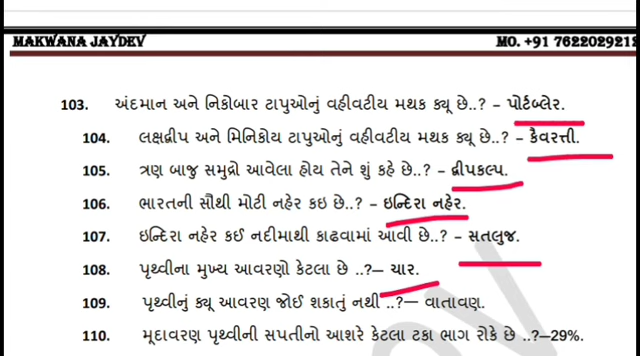 MAKWANA JAYDEV MO. +91 7622029212
103. અંદમાન અને નિકોબાર ટાપુઓનું વહીવટીય મથક ક્યૂ છે..? – પોર્ટબ્લેર.
104. લક્ષદ્વીપ અને મિનિકોય ટાપુઓનું વહીવટીય મથક ક્યૂ છે..? – કેવરત્તી.
105. ત્રણ બાજુ સમુદ્રો આવેલા હોય તેને શું કહે છે..? – દ્વીપકલ્પ.
106. ભારતની સૌથી મોટી નહેર કઇ છે..? – ઇન્દિરા નહેર.
107. ઇન્દિરા નહેર કઈ નદીમાથી કાઢવામાં આવી છે..? – સતલુજ.
108. પૃથ્વીના મુખ્ય આવરણો કેટલા છે ..?– ચાર.
109. પૃથ્વીનું ક્યૂ આવરણ જોઈ શકાતું નથી ..?— વાતાવણ.
110. મૃદાવરણ પૃથ્વીની સપતીનો આશરે કેટલા ટકા ભાગ રોકે છે ..?–29%.